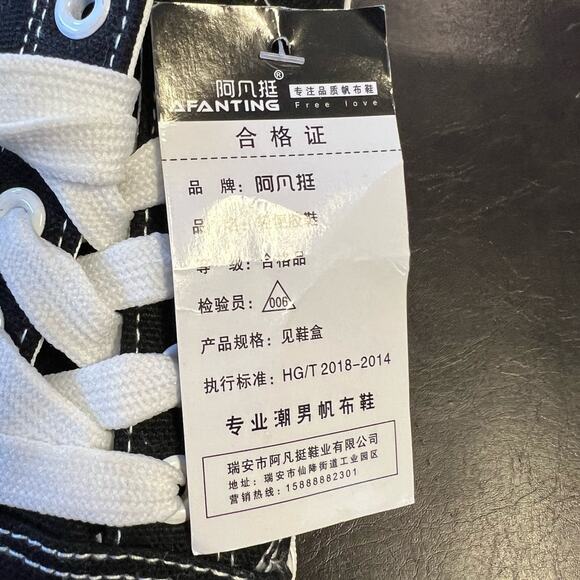 阿凡挺®
AFANTING
专注品质帆布鞋
Free love
合格证
品 牌：阿凡挺
等 级：合格品
检验员：006
产品规格：见鞋盒
执行标准：HG/T 2018-2014
专业潮男帆布鞋
瑞安市阿凡挺鞋业有限公司
地址：瑞安市仙降街道工业园区
营销热线：15888882301